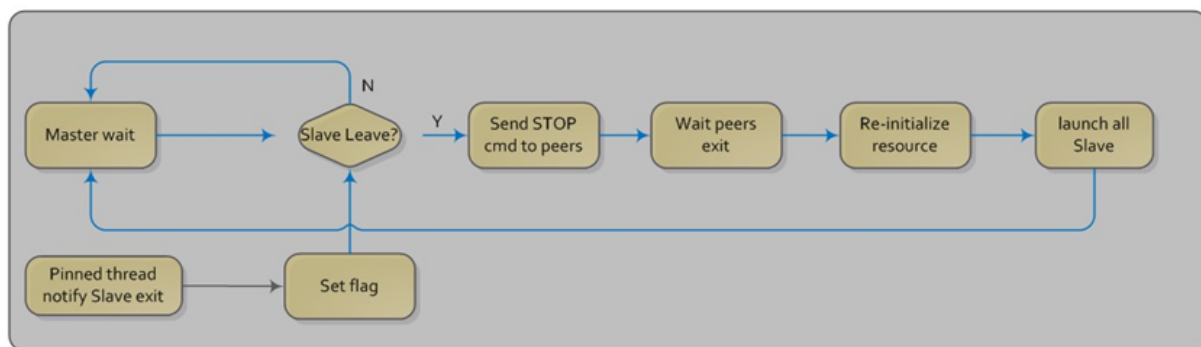 N
Master wait
Slave Leave?
Y
Send STOP
cmd to peers
Wait peers
exit
Re-initialize
resource
launch all
Slave
Pinned thread
notify Slave exit
Set flag